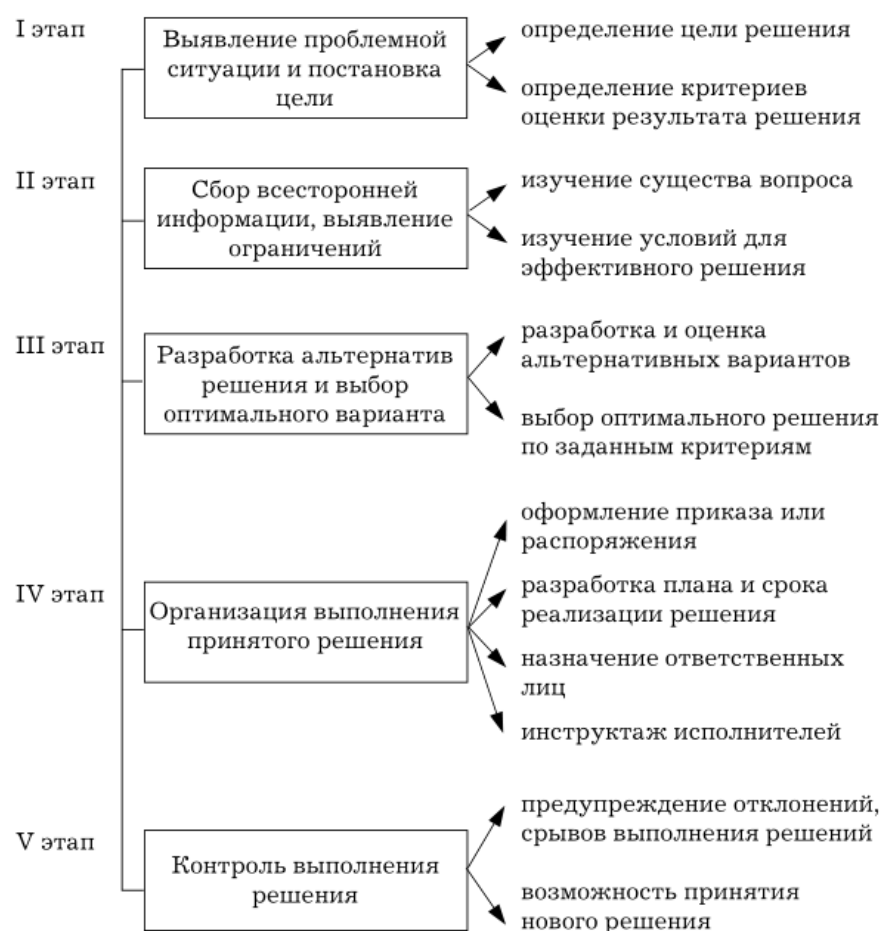 I этап
Выявление проблемной
ситуации и постановка
цели
определение цели решения
определение критериев
оценки результата решения
II этап
Сбор всесторонней
информации, выявление
ограничений
изучение существа вопроса
изучение условий для
эффективного решения
III этап
Разработка альтернатив
решения и выбор
оптимального варианта
разработка и оценка
альтернативных вариантов
выбор оптимального решения
по заданным критериям
IV этап
Организация выполнения
принятого решения
оформление приказа или
распоряжения
разработка плана и срока
реализации решения
назначение ответственных
лиц
инструктаж исполнителей
V этап
Контроль выполнения
решения
предупреждение отклонений,
срывов выполнения решений
возможность принятия
нового решения